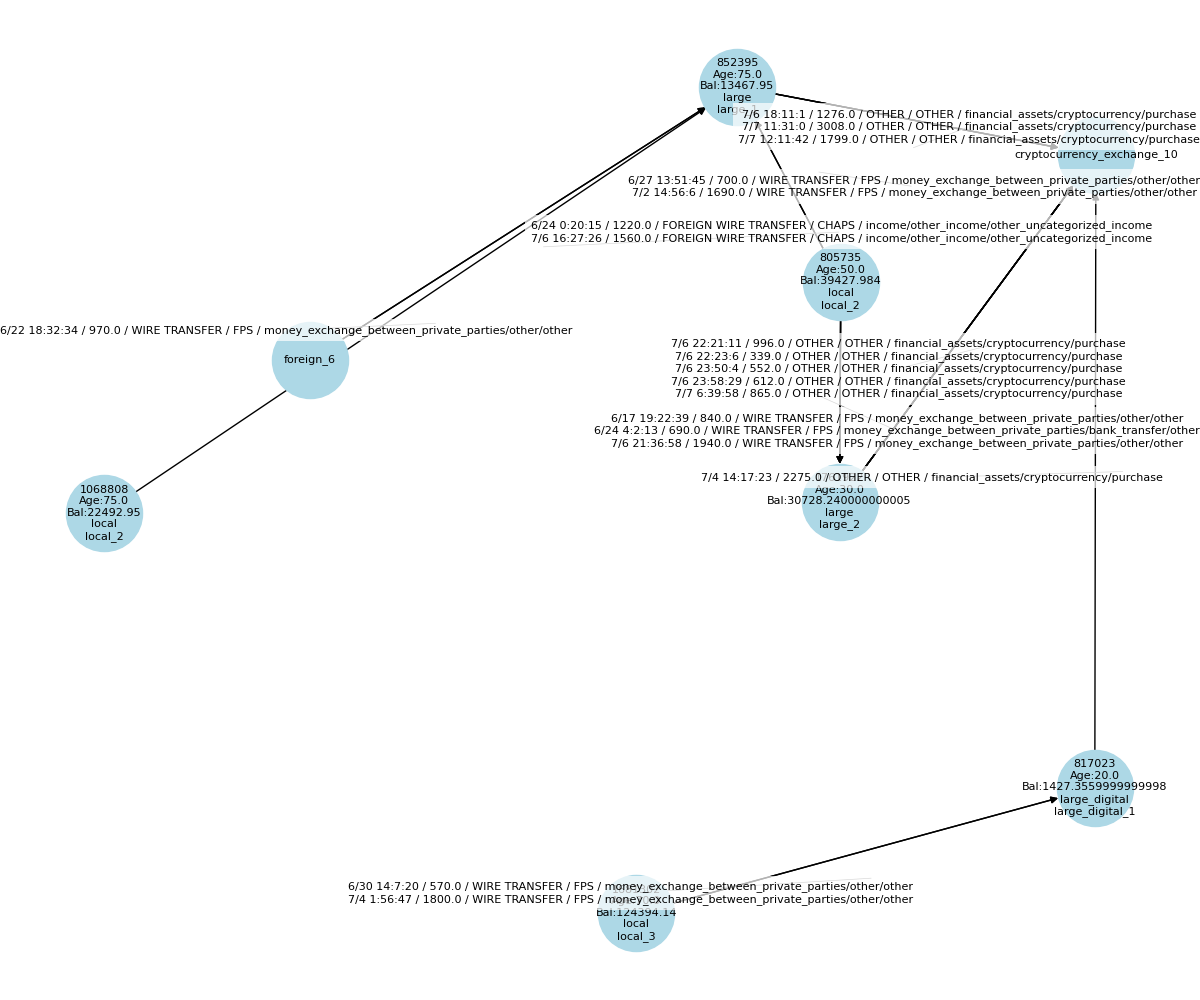 852395
Age:75.0
Bal:13467.95
large
large_1
7/6 18:11:1 / 1276.0 / OTHER / OTHER / financial_assets/cryptocurrency/purchase
7/7 11:31:0 / 3008.0 / OTHER / OTHER / financial_assets/cryptocurrency/purchase
7/7 12:11:42 / 1799.0 / OTHER / OTHER / financial_assets/cryptocurrency/purchase
cryptocurrency_exchange_10
6/27 13:51:45 / 700.0 / WIRE TRANSFER / FPS / money_exchange_between_private_parties/other/other
7/2 14:56:6 / 1690.0 / WIRE TRANSFER / FPS / money_exchange_between_private_parties/other/other
6/24 0:20:15 / 1220.0 / FOREIGN WIRE TRANSFER / CHAPS / income/other_income/other_uncategorized_income
7/6 16:27:26 / 1560.0 / FOREIGN WIRE TRANSFER / CHAPS / income/other_income/other_uncategorized_income
805735
Age:50.0
Bal:39427.984
local
local_2
6/22 18:32:34 / 970.0 / WIRE TRANSFER / FPS / money_exchange_between_private_parties/other/other
foreign_6
7/6 22:21:11 / 996.0 / OTHER / OTHER / financial_assets/cryptocurrency/purchase
7/6 22:23:6 / 339.0 / OTHER / OTHER / financial_assets/cryptocurrency/purchase
7/6 23:50:4 / 552.0 / OTHER / OTHER / financial_assets/cryptocurrency/purchase
7/6 23:58:29 / 612.0 / OTHER / OTHER / financial_assets/cryptocurrency/purchase
7/7 6:39:58 / 865.0 / OTHER / OTHER / financial_assets/cryptocurrency/purchase
6/17 19:22:39 / 840.0 / WIRE TRANSFER / FPS / money_exchange_between_private_parties/other/other
6/24 4:2:13 / 690.0 / WIRE TRANSFER / FPS / money_exchange_between_private_parties/bank_transfer/other
7/6 21:36:58 / 1940.0 / WIRE TRANSFER / FPS / money_exchange_between_private_parties/other/other
7/4 14:17:23 / 2275.0 / OTHER / OTHER / financial_assets/cryptocurrency/purchase
Age:30.0
Bal:30728.240000000005
large
large_2
1068808
Age:75.0
Bal:22492.95
local
local_2
817023
Age:20.0
Bal:1427.3559999999998
large_digital
large_digital_1
6/30 14:7:20 / 570.0 / WIRE TRANSFER / FPS / money_exchange_between_private_parties/other/other
7/4 1:56:47 / 1800.0 / WIRE TRANSFER / FPS / money_exchange_between_private_parties/other/other
Bal:124394.14
local
local_3